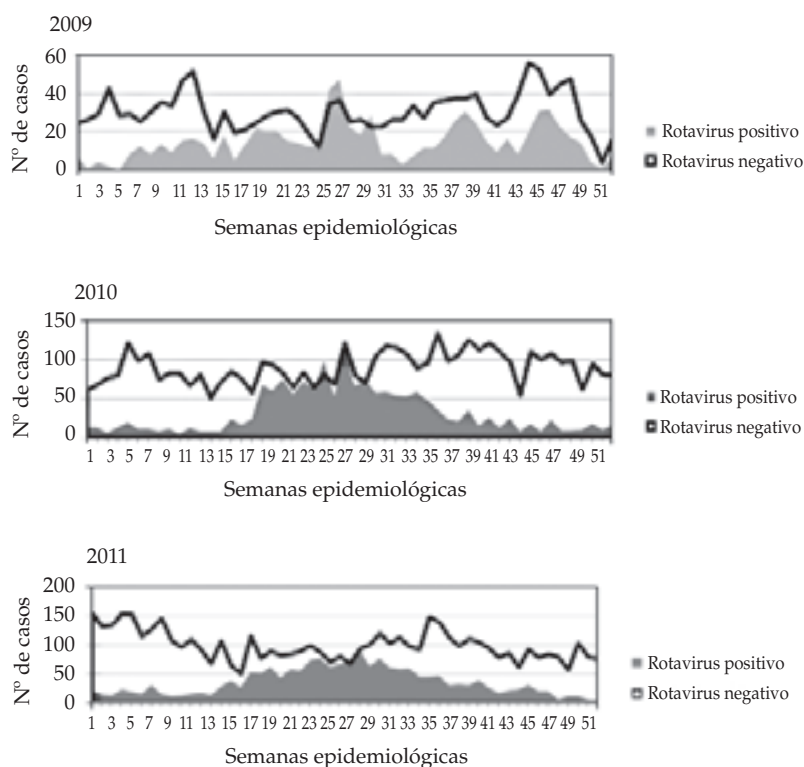 2009
60
40
20
0
Nº de casos
1 3 5 7 9 11 13 15 17 19 21 23 25 27 29 31 33 35 37 39 41 43 45 47 49 51
Semanas epidemiológicas
Rotavirus positivo
Rotavirus negativo
2010
150
100
50
0
Nº de casos
1 3 5 7 9 11 13 15 17 19 21 23 25 27 29 31 33 35 37 39 41 43 45 47 49 51
Semanas epidemiológicas
Rotavirus positivo
Rotavirus negativo
2011
200
150
100
50
0
Nº de casos
1 3 5 7 9 11 13 15 17 19 21 23 25 27 29 31 33 35 37 39 41 43 45 47 49 51
Semanas epidemiológicas
Rotavirus positivo
Rotavirus negativo